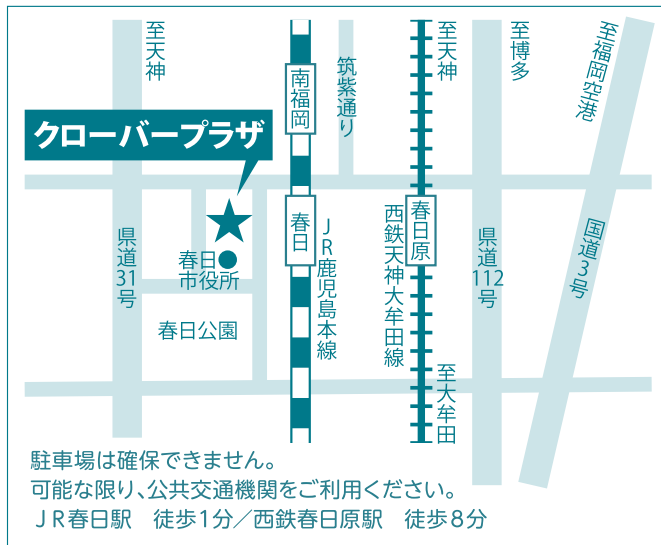 至天神
至天神
至博多
至福岡空港
南福岡
筑紫通り
クローバープラザ
春日
春日原
県道31号
春日
市役所
JR鹿児島本線
西鉄天神大牟田線
県道112号
国道3号
春日公園
至大牟田
駐車場は確保できません。
可能な限り、公共交通機関をご利用ください。
JR春日駅　徒歩1分／西鉄春日原駅　徒歩8分